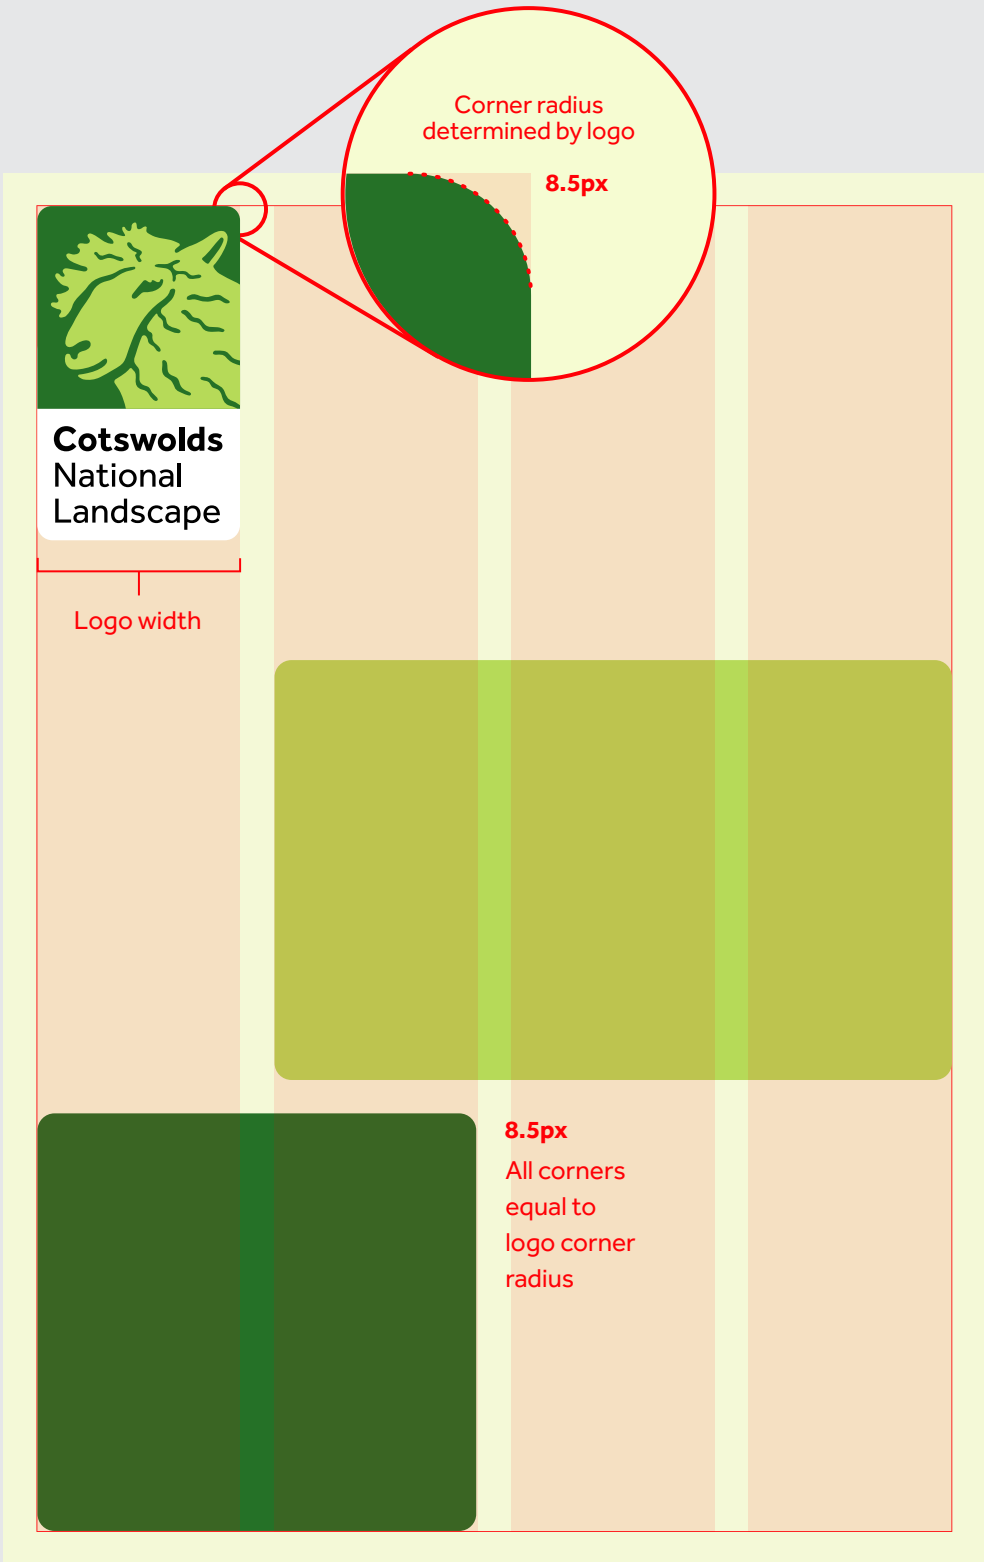 Corner radius
determined by logo
8.5px
Cotswolds
National
Landscape
Logo width
8.5px
All corners
equal to
logo corner
radius